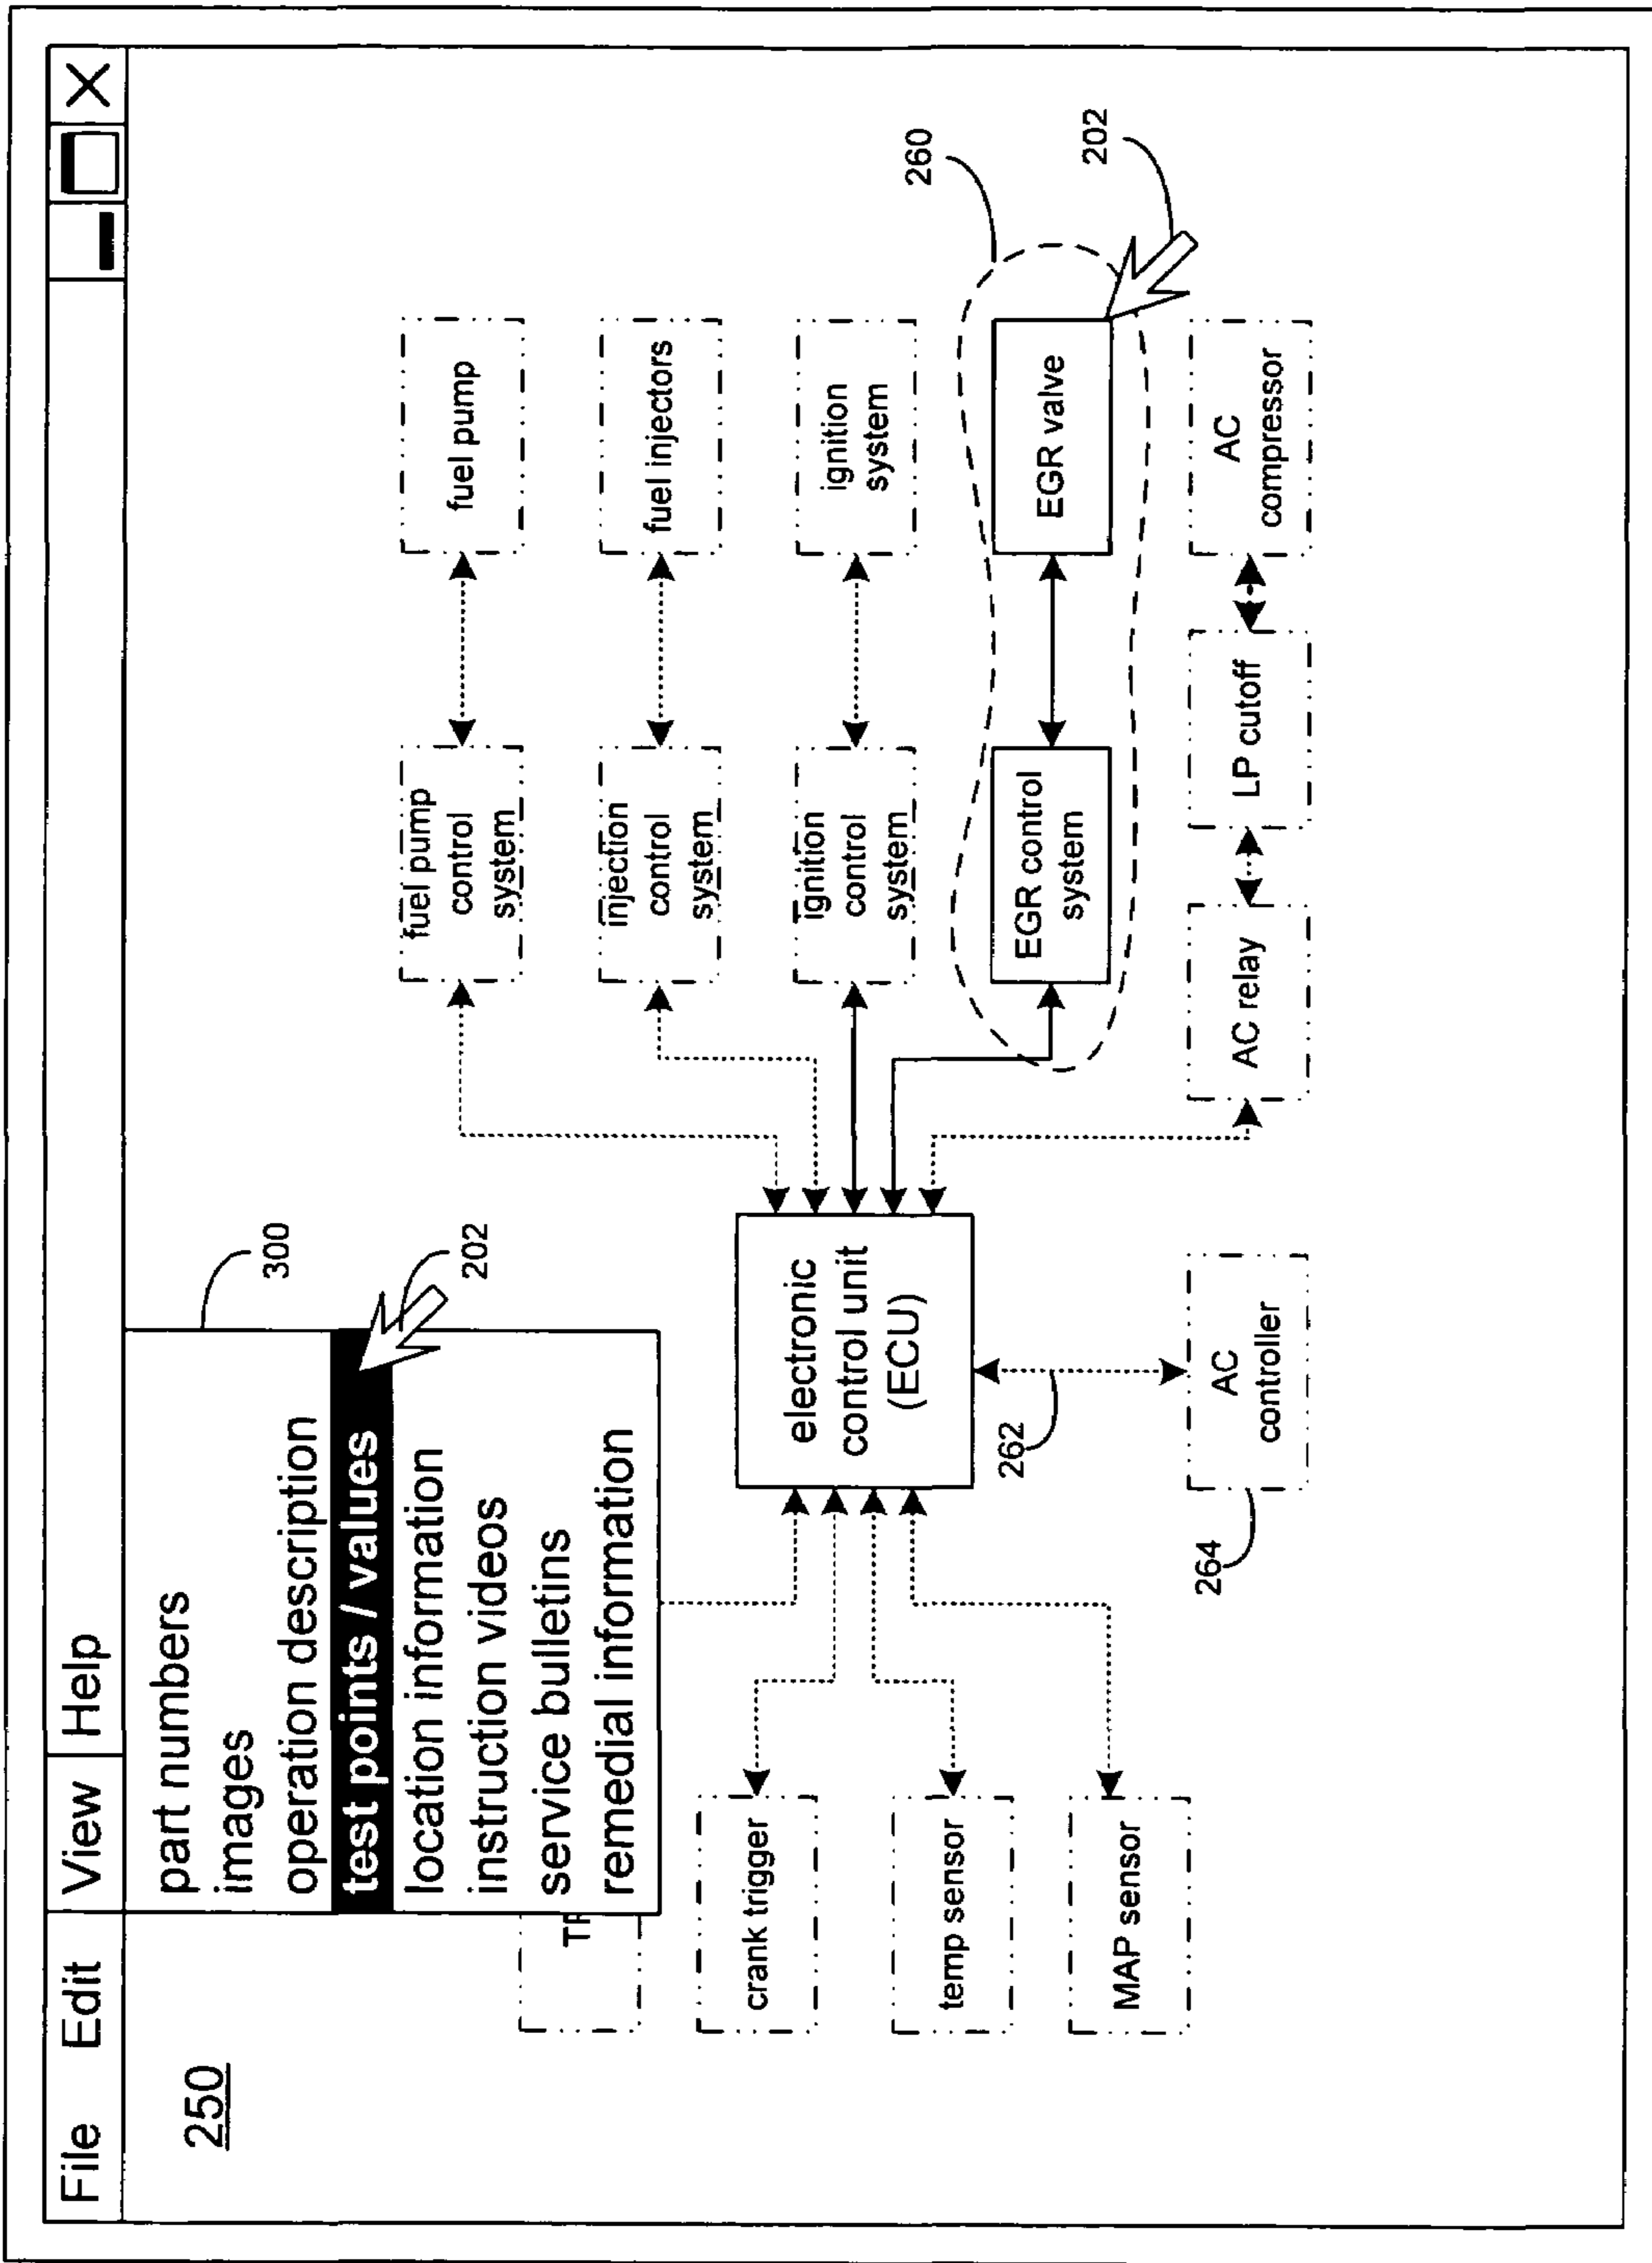 File Edit View Help
250
part numbers
images
operation description
test points / values
location information
instruction videos
service bulletins
remedial information
300
202
TF
crank trigger
temp sensor
MAP sensor
electronic
control unit
(ECU)
262
264
AC
controller
fuel pump
control
system
fuel pump
injection
control
system
fuel injectors
ignition
control
system
ignition
system
260
EGR control
system
EGR valve
202
AC relay
LP cutoff
AC
compressor